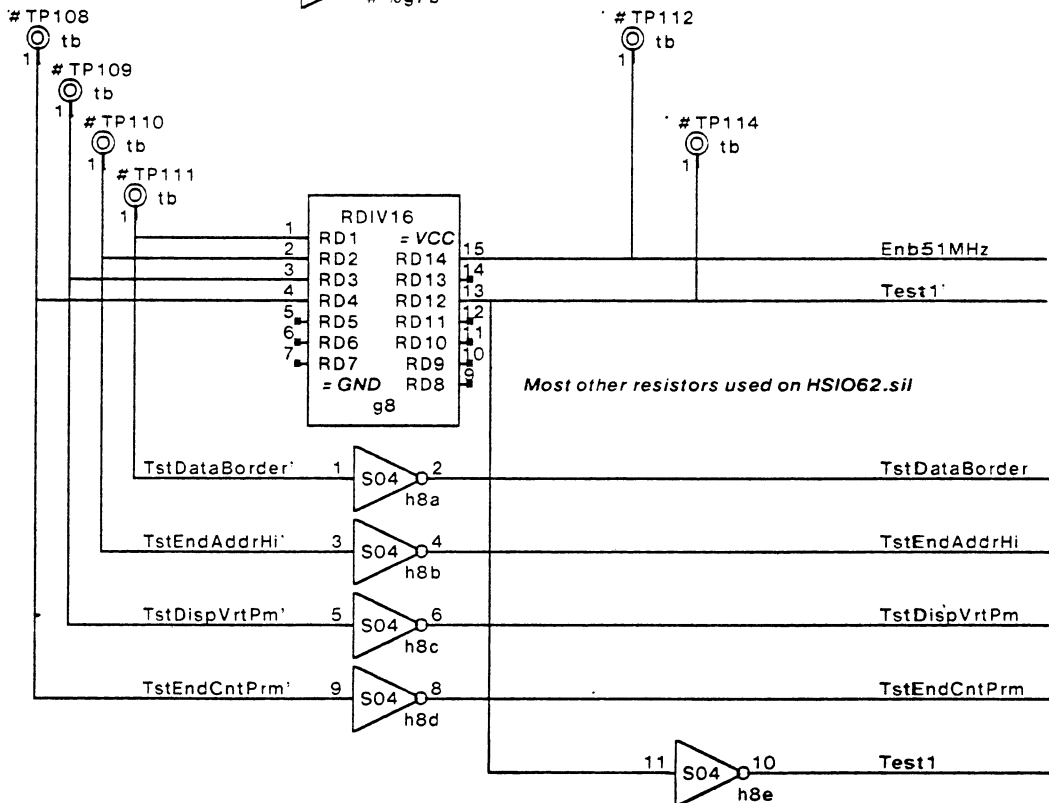 #TP108
tb
1
#TP109
tb
1
#TP110
tb
1
#TP111
tb
1
#TP112
tb
1
#TP114
tb
1
RDIV16
1 RD1 =VCC
2 RD2 RD14 15 Enb51MHz
3 RD3 RD13 14
4 RD4 RD12 13 Test1'
5 RD5 RD11 12
6 RD6 RD10 11
7 RD7 RD9 10
=GND RD8 9
g8
Most other resistors used on HSIO62.sil
TstDataBorder' 1 S04 2 TstDataBorder
h8a
TstEndAddrHi' 3 S04 4 TstEndAddrHi
h8b
TstDispVrtPm' 5 S04 6 TstDispVrtPm
h8c
TstEndCntPrm' 9 S04 8 TstEndCntPrm
h8d
11 S04 10 Test1
h8e